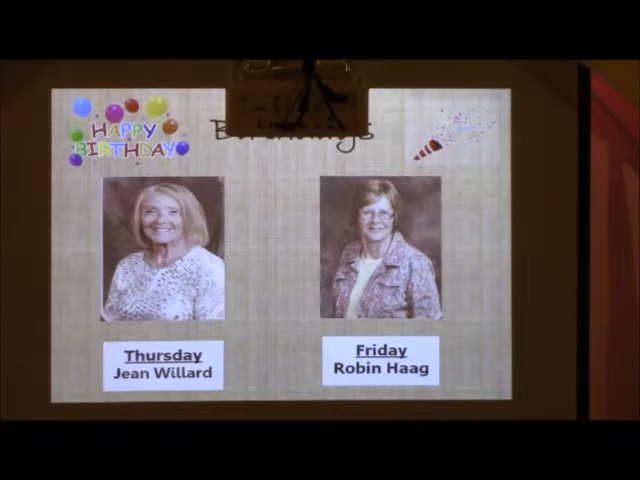 HAPPY
BIRTHDAY
Thursday
Jean Willard
Friday
Robin Haag